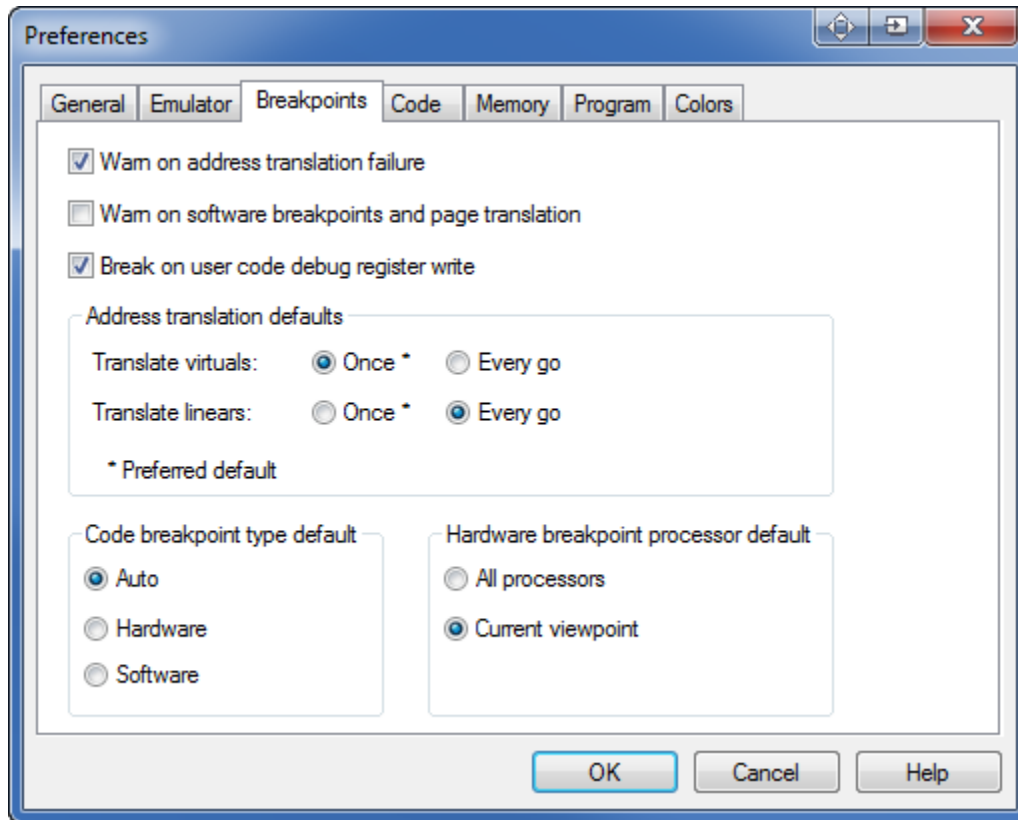 Preferences
General Emulator Breakpoints Code Memory Program Colors
Warn on address translation failure
Warn on software breakpoints and page translation
Break on user code debug register write
Address translation defaults
Translate virtuals: Once * Every go
Translate linears: Once * Every go
* Preferred default
Code breakpoint type default
Auto
Hardware
Software
Hardware breakpoint processor default
All processors
Current viewpoint
OK Cancel Help